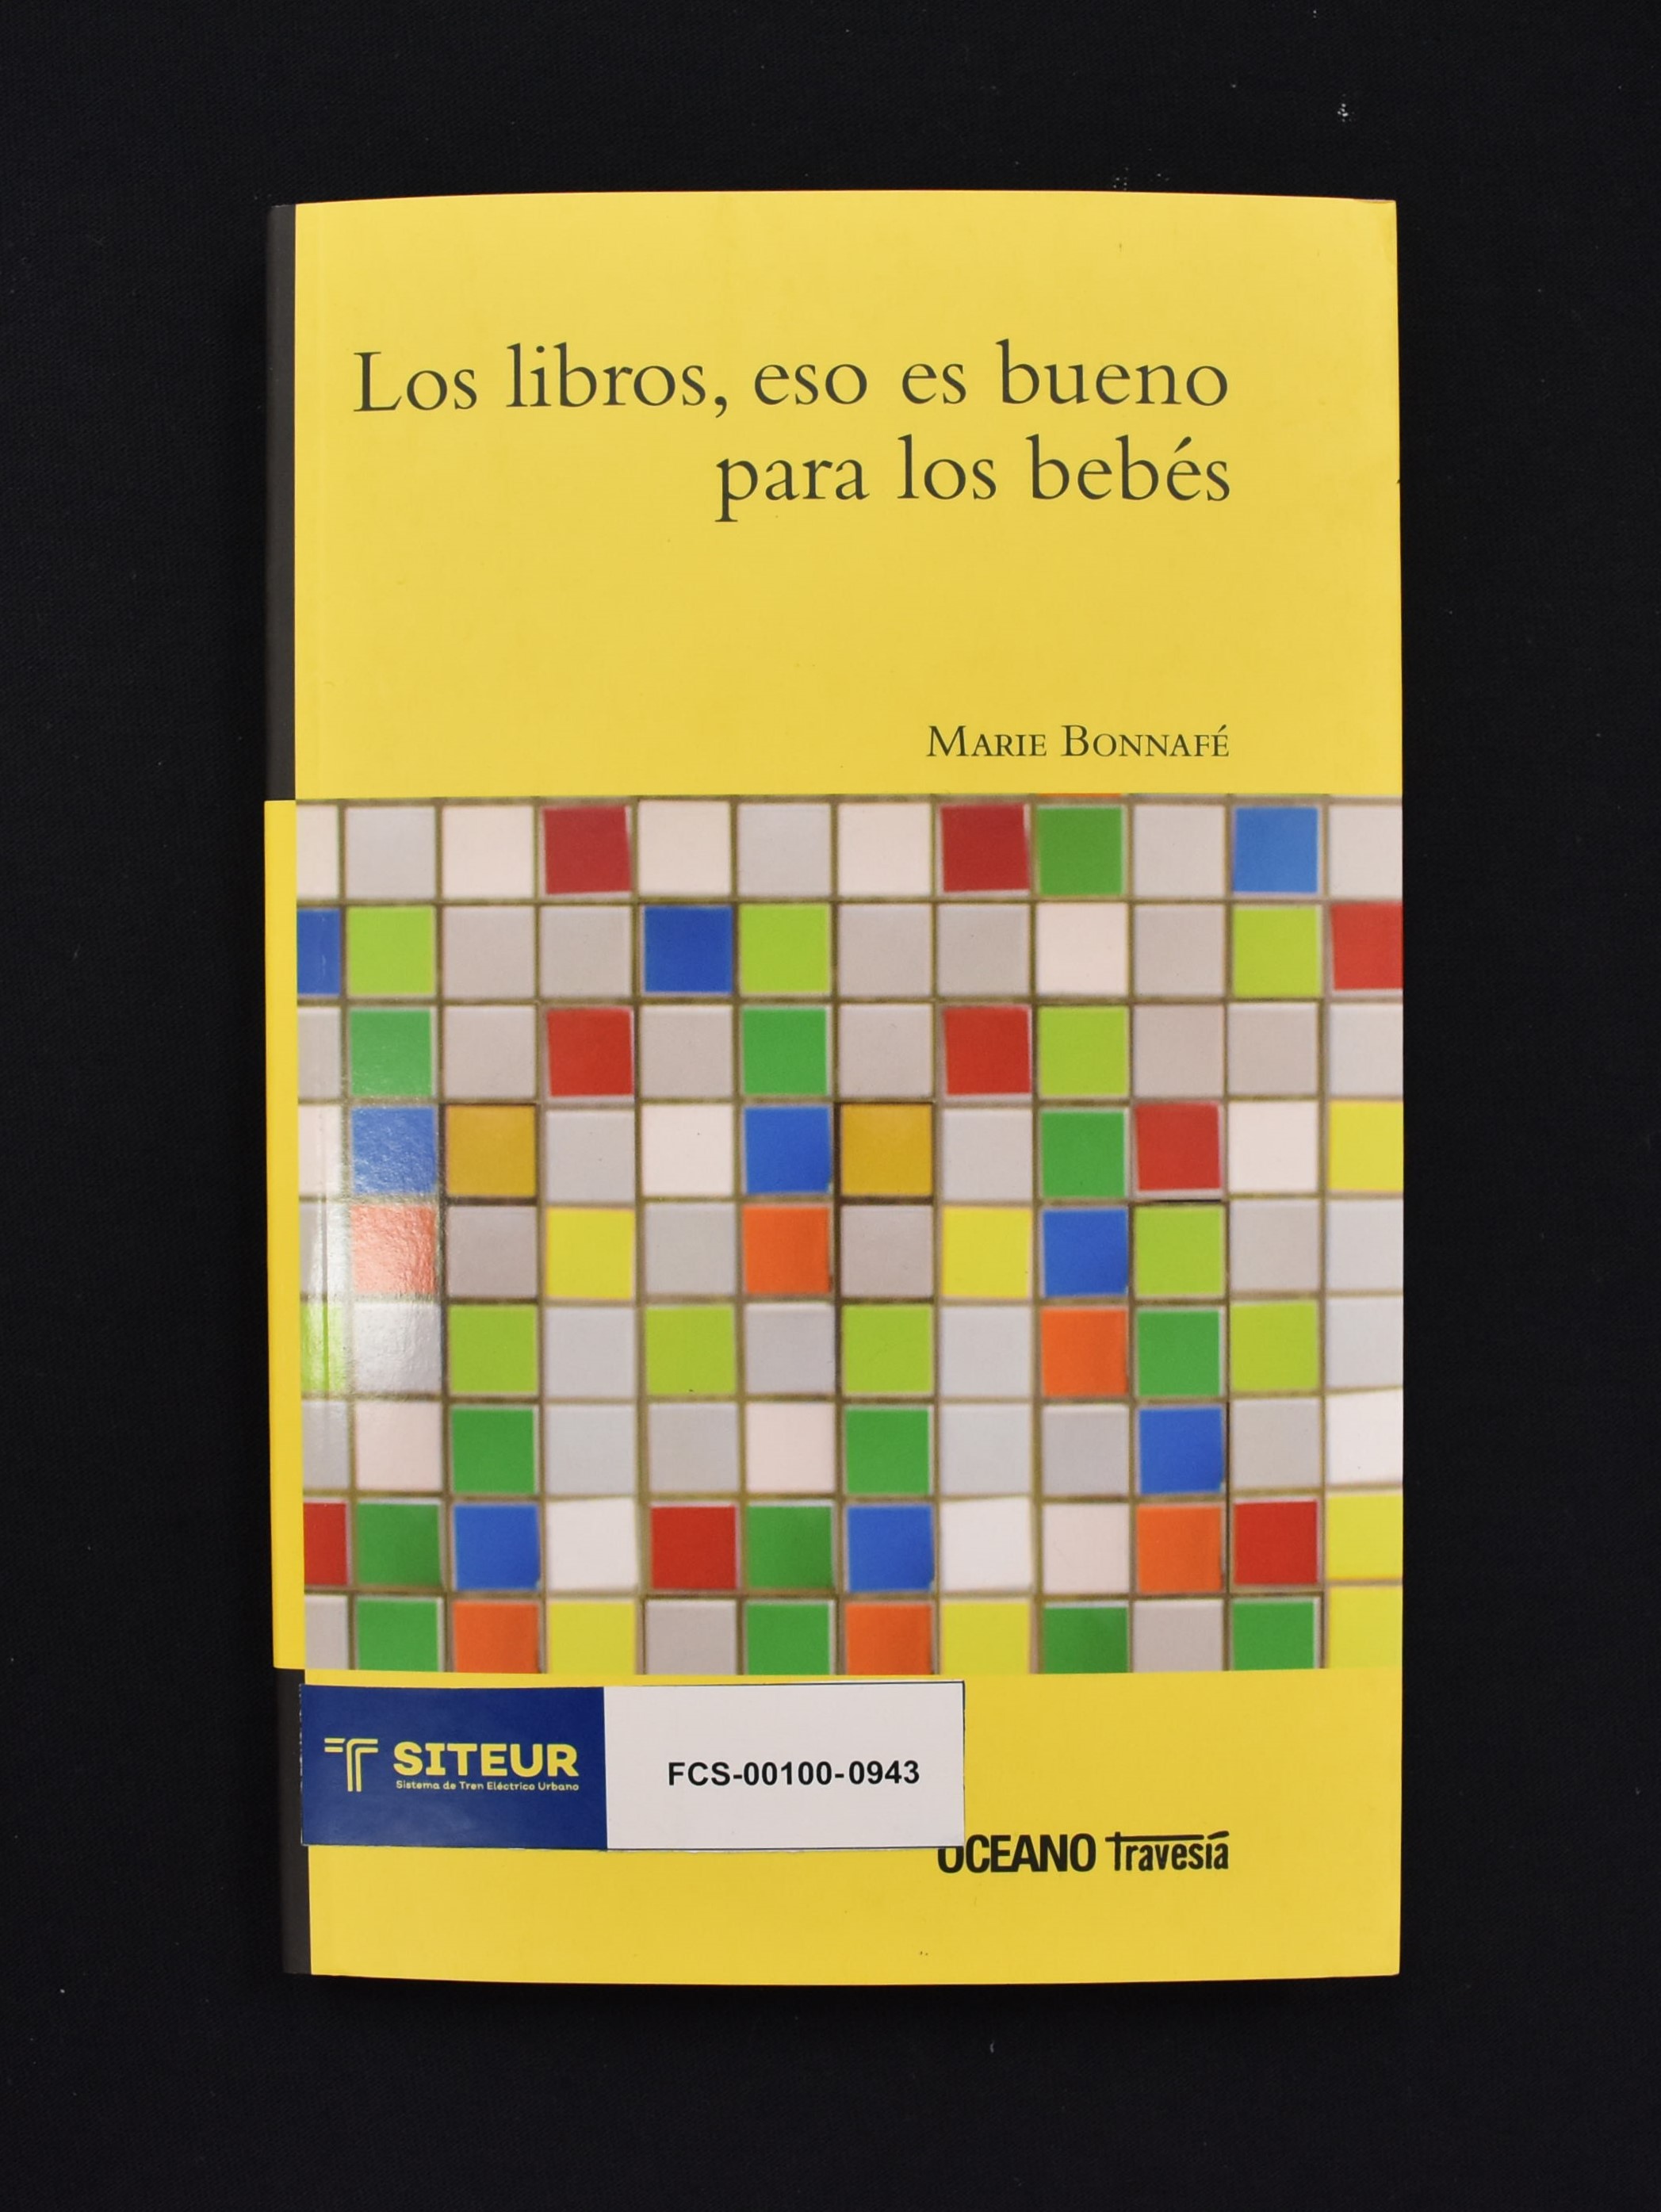 Los libros, eso es bueno
para los bebés
MARIE BONNAFÉ
SITEUR
Sistema de Tren Eléctrico Urbano
FCS-00100-0943
OCEANO Travesía